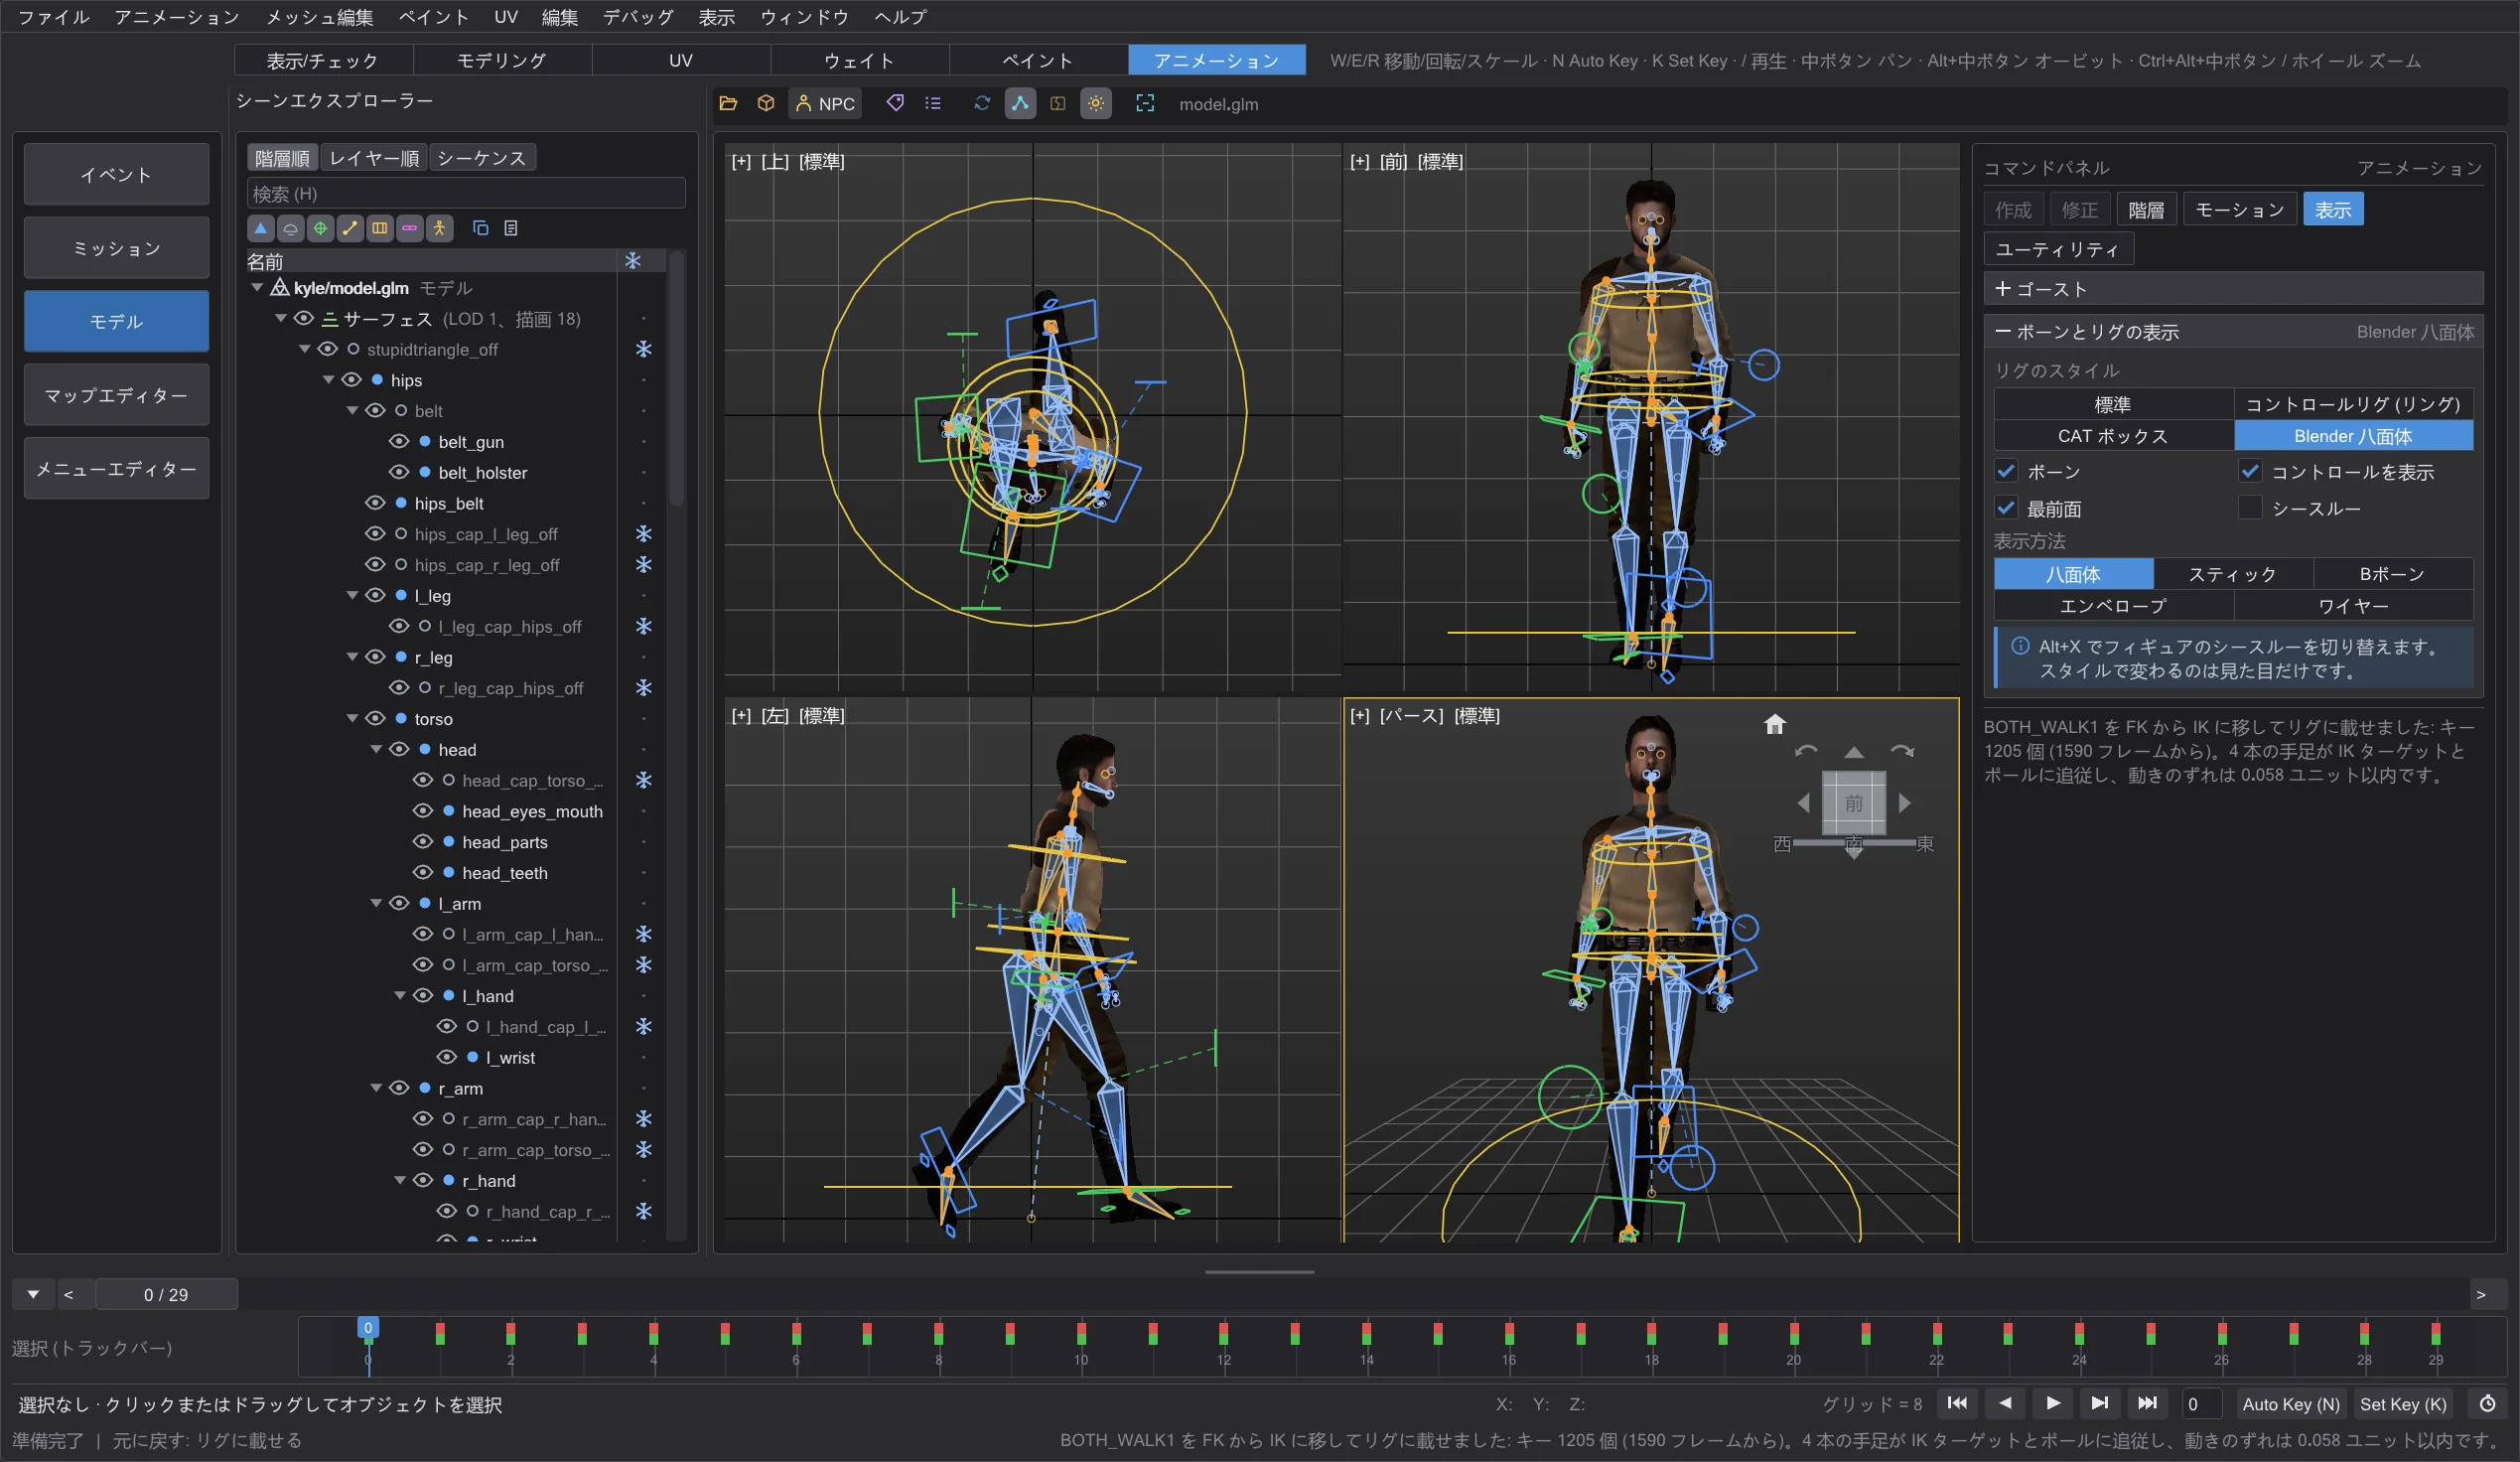 ファイル アニメーション メッシュ編集 ペイント UV 編集 デバッグ 表示 ウィンドウ ヘルプ
表示/チェック モデリング UV ウェイト ペイント アニメーション W/E/R 移動/回転/スケール · N Auto Key · K Set Key · / 再生 · 中ボタン パン · Alt+中ボタン オービット · Ctrl+Alt+中ボタン / ホイール ズーム
シーンエクスプローラー
NPC model.glm
イベント
ミッション
モデル
マップエディター
メニューエディター
階層順 レイヤー順 シーケンス
検索 (H)
名前
kyle/model.glm モデル
サーフェス (LOD 1、描画 18)
stupidtriangle_off
hips
belt
belt_gun
belt_holster
hips_belt
hips_cap_l_leg_off
hips_cap_r_leg_off
l_leg
l_leg_cap_hips_off
r_leg
r_leg_cap_hips_off
torso
head
head_cap_torso_...
head_eyes_mouth
head_parts
head_teeth
l_arm
l_arm_cap_l_han...
l_arm_cap_torso_...
l_hand
l_hand_cap_l_...
l_wrist
r_arm
r_arm_cap_r_han...
r_arm_cap_torso_...
r_hand
r_hand_cap_r_...
r_wrist
[+] [上] [標準]
[+] [前] [標準]
[+] [左] [標準]
[+] [パース] [標準]
前
西 南 東
コマンドパネル アニメーション
作成 修正 階層 モーション 表示
ユーティリティ
+ ゴースト
− ボーンとリグの表示 Blender 八面体
リグのスタイル
標準 コントロールリグ (リング)
CAT ボックス Blender 八面体
ボーン コントロールを表示
最前面 シースルー
表示方法
八面体 スティック Bボーン
エンベロープ ワイヤー
Alt+X でフィギュアのシースルーを切り替えます。
スタイルで変わるのは見た目だけです。
BOTH_WALK1 を FK から IK に移してリグに載せました: キー
1205 個 (1590 フレームから)。4 本の手足が IK ターゲットと
ポールに追従し、動きのずれは 0.058 ユニット以内です。
< 0 / 29 >
選択 (トラックバー)
0
0 2 4 6 8 10 12 14 16 18 20 22 24 26 28 29
選択なし · クリックまたはドラッグしてオブジェクトを選択 X: Y: Z: グリッド = 8 0 Auto Key (N) Set Key (K)
準備完了 | 元に戻す: リグに載せる BOTH_WALK1 を FK から IK に移してリグに載せました: キー 1205 個 (1590 フレームから)。4 本の手足が IK ターゲットとポールに追従し、動きのずれは 0.058 ユニット以内です。